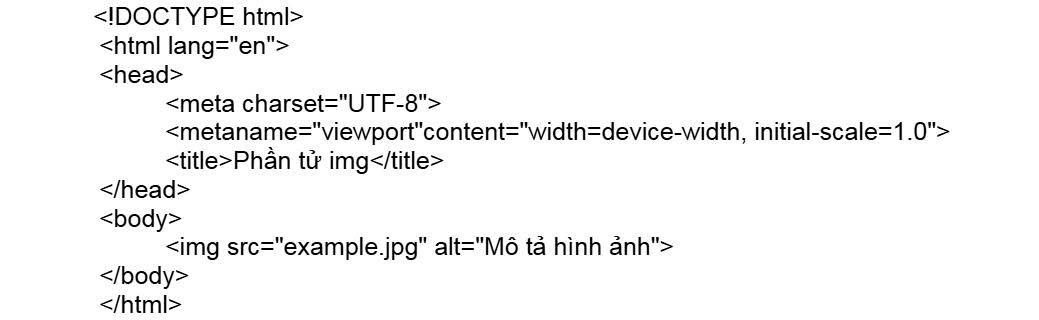 <!DOCTYPE html>
<html lang="en">
<head>
<meta charset="UTF-8">
<metaname="viewport"content="width=device-width, initial-scale=1.0">
<title>Phần tử img</title>
</head>
<body>
<img src="example.jpg" alt="Mô tả hình ảnh">
</body>
</html>